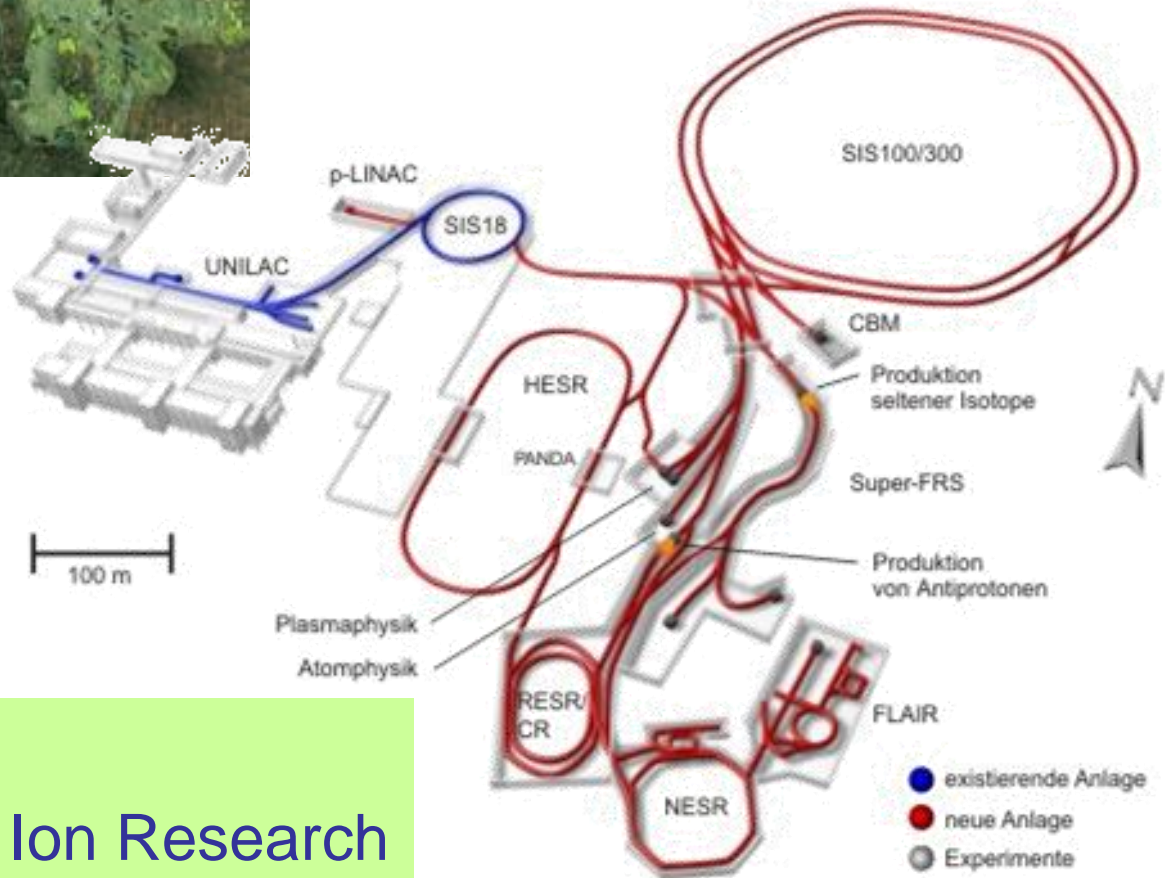 SIS100/300
p-LINAC
SIS18
UNILAC
CBM
N
HESR
Produktion
seltener Isotope
PANDA
Super-FRS
100 m
Produktion
von Antiprotonen
Plasmaphysik
Atomphysik
RESR/
CR
FLAIR
NESR
existierende Anlage
neue Anlage
Experimente
Ion Research